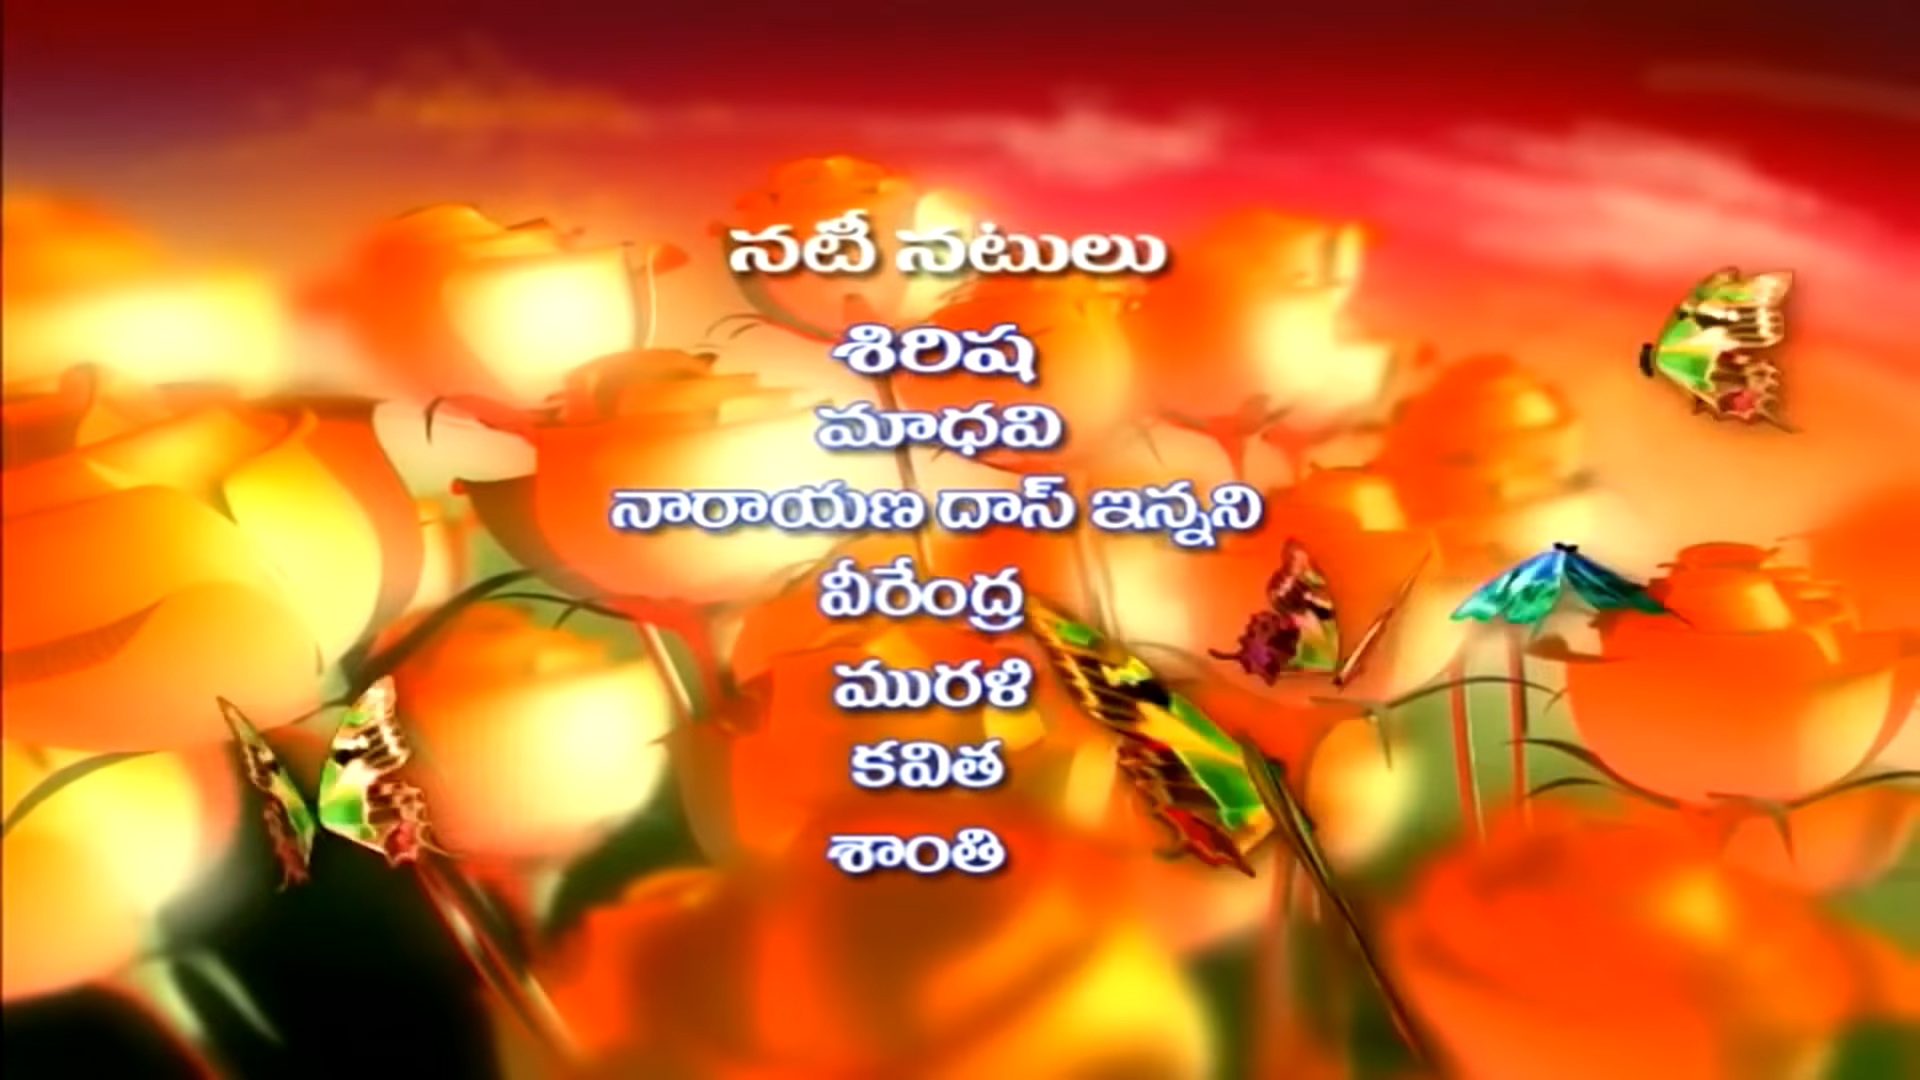 నటీ నటులు
శిరిష
మాధవి
నారాయణ దాస్ ఇన్నని
వీరేంద్ర
మురళి
కవిత
శాంతి